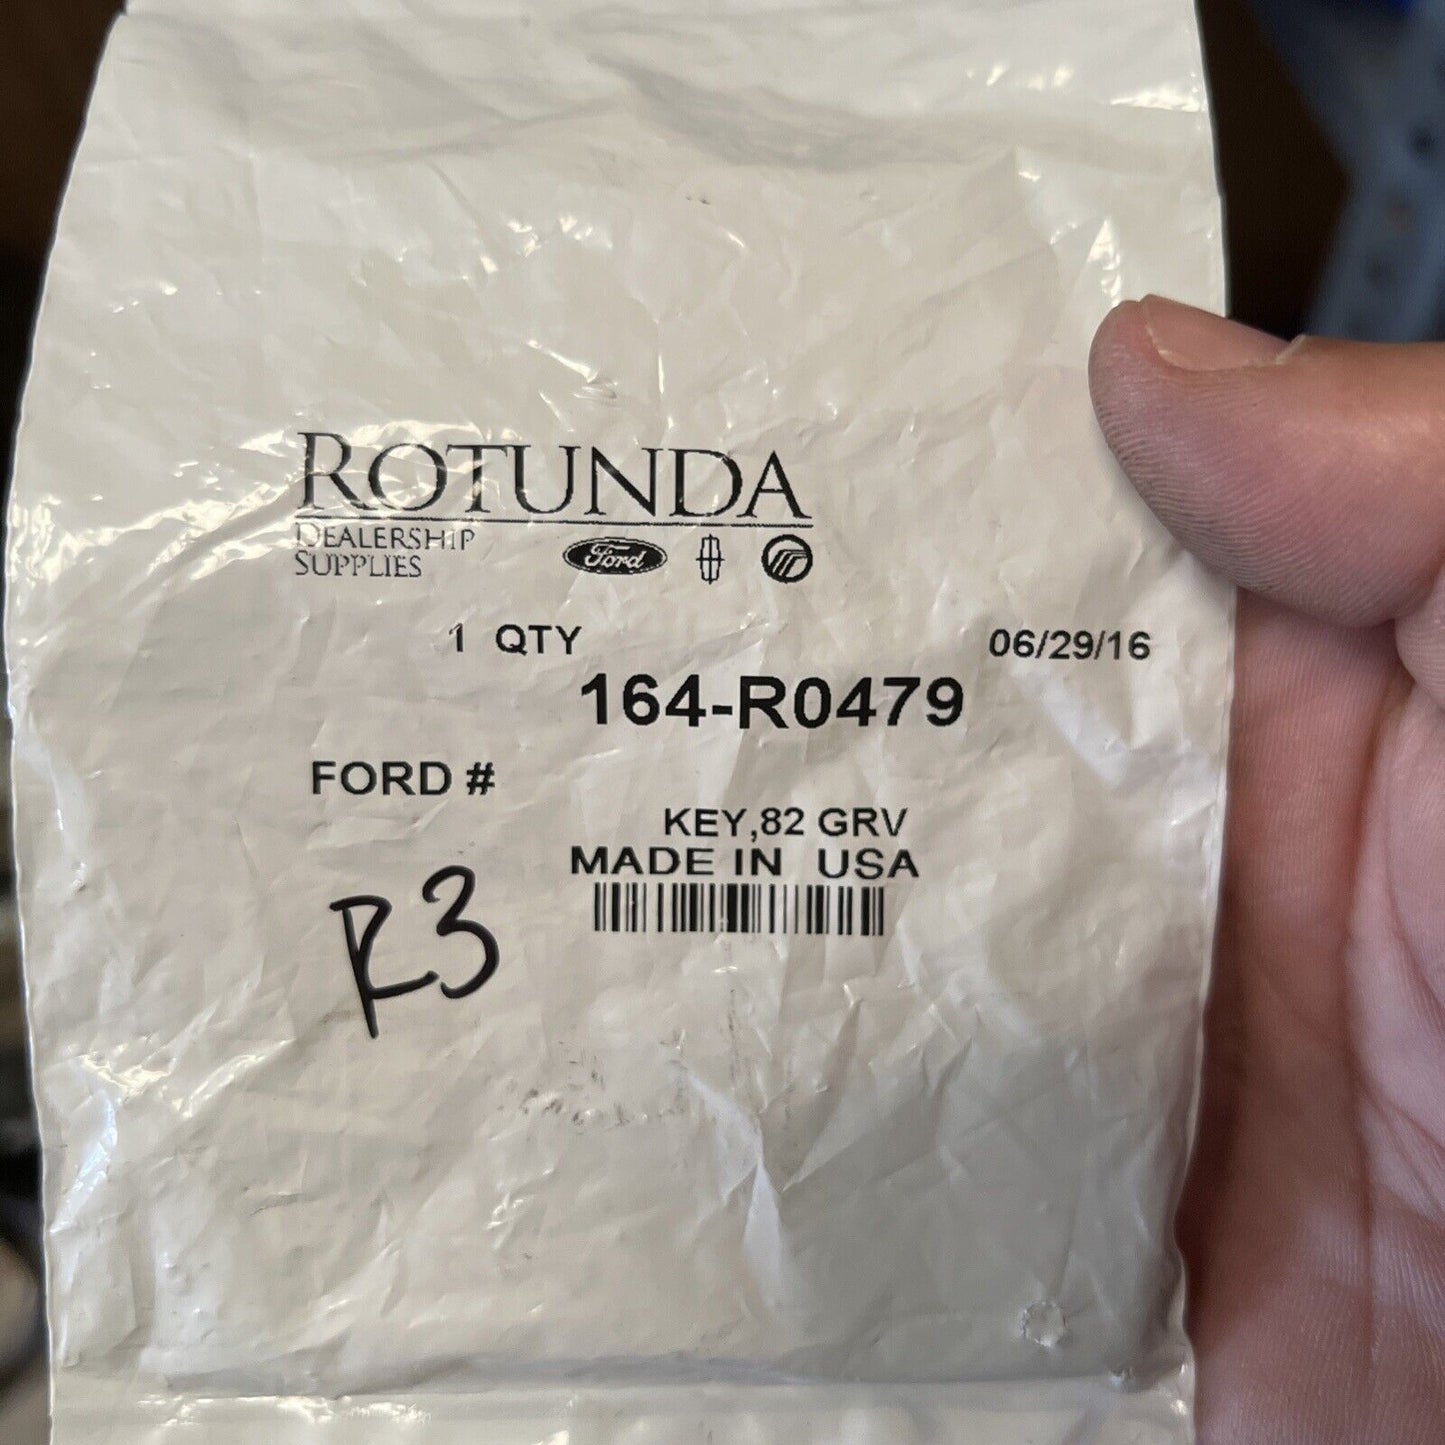 ROTUNDA
DEALERSHIP
SUPPLIES
Ford
1 QTY
06/29/16
164-R0479
FORD #
KEY,82 GRV
MADE IN USA
R3